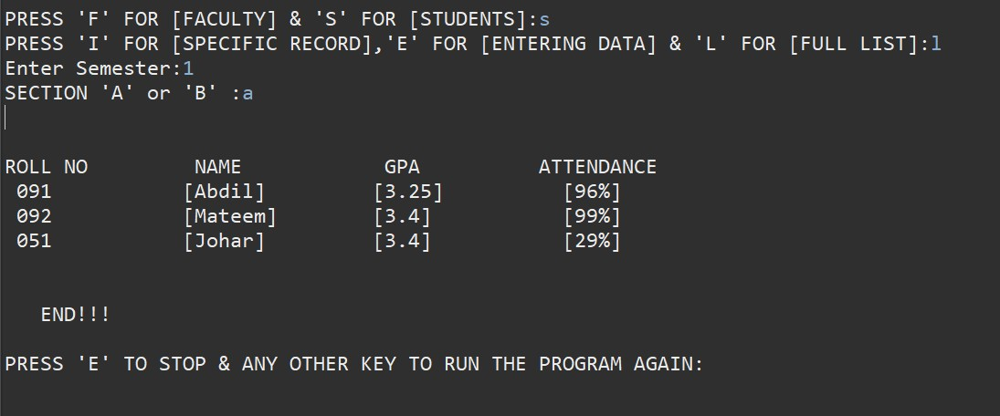 PRESS 'F' FOR [FACULTY] & 'S' FOR [STUDENTS]:s
PRESS 'I' FOR [SPECIFIC RECORD],'E' FOR [ENTERING DATA] & 'L' FOR [FULL LIST]:l
Enter Semester:1
SECTION 'A' or 'B' :a
ROLL NO NAME GPA ATTENDANCE
091 [Abdil] [3.25] [96%]
092 [Mateem] [3.4] [99%]
051 [Johar] [3.4] [29%]
END!!!
PRESS 'E' TO STOP & ANY OTHER KEY TO RUN THE PROGRAM AGAIN: